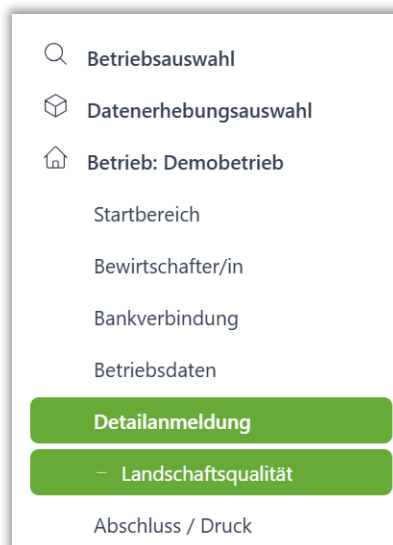 Betriebsauswahl
Datenerhebungsauswahl
Betrieb: Demobetrieb
Startbereich
Bewirtschafter/in
Bankverbindung
Betriebsdaten
Detailanmeldung
– Landschaftsqualität
Abschluss / Druck